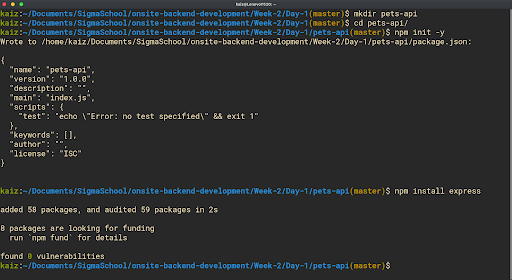 kaiz:~/Documents/SigmaSchool/onsite-backend-development/Week-2/Day-1(master)$ mkdir pets-api
kaiz:~/Documents/SigmaSchool/onsite-backend-development/Week-2/Day-1(master)$ cd pets-api/
kaiz:~/Documents/SigmaSchool/onsite-backend-development/Week-2/Day-1/pets-api(master)$ npm init -y
Wrote to /home/kaiz/Documents/SigmaSchool/onsite-backend-development/Week-2/Day-1/pets-api/package.json:
{
"name": "pets-api",
"version": "1.0.0",
"description": "",
"main": "index.js",
"scripts": {
"test": "echo \"Error: no test specified\" && exit 1"
},
"keywords": [],
"author": "",
"license": "ISC"
}
kaiz:~/Documents/SigmaSchool/onsite-backend-development/Week-2/Day-1/pets-api(master)$ npm install express
added 58 packages, and audited 59 packages in 2s
8 packages are looking for funding
run `npm fund` for details
found 0 vulnerabilities
kaiz:~/Documents/SigmaSchool/onsite-backend-development/Week-2/Day-1/pets-api(master)$